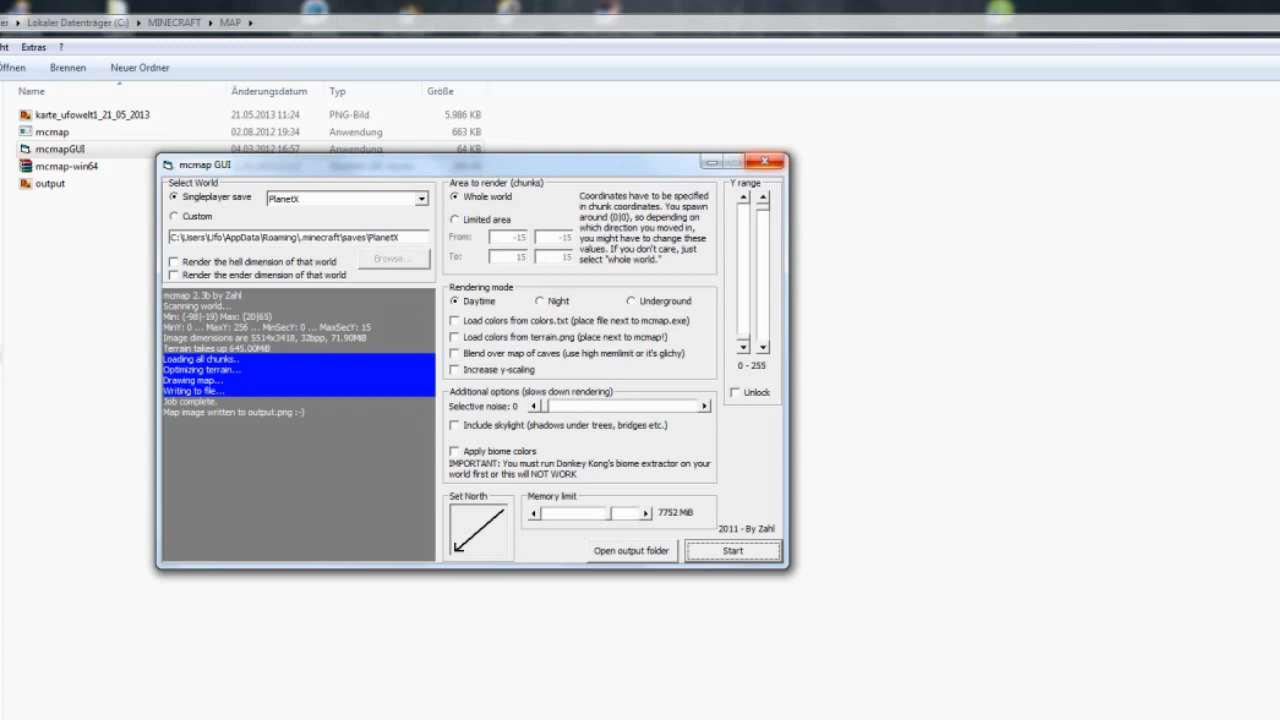 er ▸ Lokaler Datenträger (C:) ▸ MINECRAFT ▸ MAP ▸
ht Extras ?
Öffnen Brennen Neuer Ordner
Name Änderungsdatum Typ Größe
karte_ufowelt1_21_05_2013 21.05.2013 11:24 PNG-Bild 5.986 KB
mcmap 02.08.2012 19:34 Anwendung 663 KB
mcmapGUI 04.03.2012 16:57 Anwendung 64 KB
mcmap-win64
output
mcmap GUI
Select World
Singleplayer save PlanetX
Custom
C:\Users\Ufo\AppData\Roaming\.minecraft\saves\PlanetX
Render the hell dimension of that world
Browse...
Render the ender dimension of that world
mcmap 2.3b by Zahl
Scanning world...
Min: (-98|-19) Max: (20|65)
MinY: 0 ... MaxY: 256 ... MinSecY: 0 ... MaxSecY: 15
Image dimensions are 5514x3418, 32bpp, 71.90MiB
Terrain takes up 645.00MiB
Loading all chunks..
Optimizing terrain...
Drawing map...
Writing to file...
Job complete.
Map image written to output.png :-)
Area to render (chunks)
Whole world
Limited area
From: -15 -15
To: 15 15
Coordinates have to be specified
in chunk coordinates. You spawn
around (0|0), so depending on
which direction you moved in,
you might have to change these
values. If you don't care, just
select "whole world."
Rendering mode
Daytime Night Underground
Load colors from colors.txt (place file next to mcmap.exe)
Load colors from terrain.png (place next to mcmap!)
Blend over map of caves (use high memlimit or it's glichy)
Increase y-scaling
Additional options (slows down rendering)
Selective noise: 0
Include skylight (shadows under trees, bridges etc.)
Apply biome colors
IMPORTANT: You must run Donkey Kong's biome extractor on your
world first or this will NOT WORK
Set North
Memory limit
7752 MiB
Y range
0 - 255
Unlock
2011 - By Zahl
Open output folder
Start